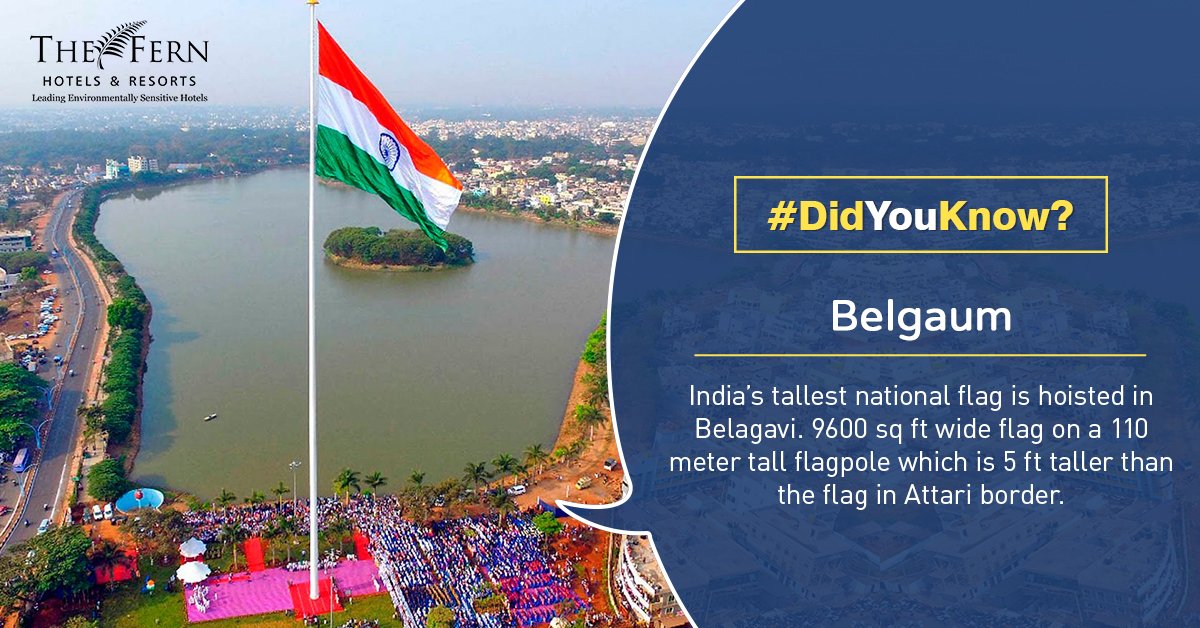 THE FERN
HOTELS & RESORTS
Leading Environmentally Sensitive Hotels
#DidYouKnow?
Belgaum
India’s tallest national flag is hoisted in
Belagavi. 9600 sq ft wide flag on a 110
meter tall flagpole which is 5 ft taller than
the flag in Attari border.